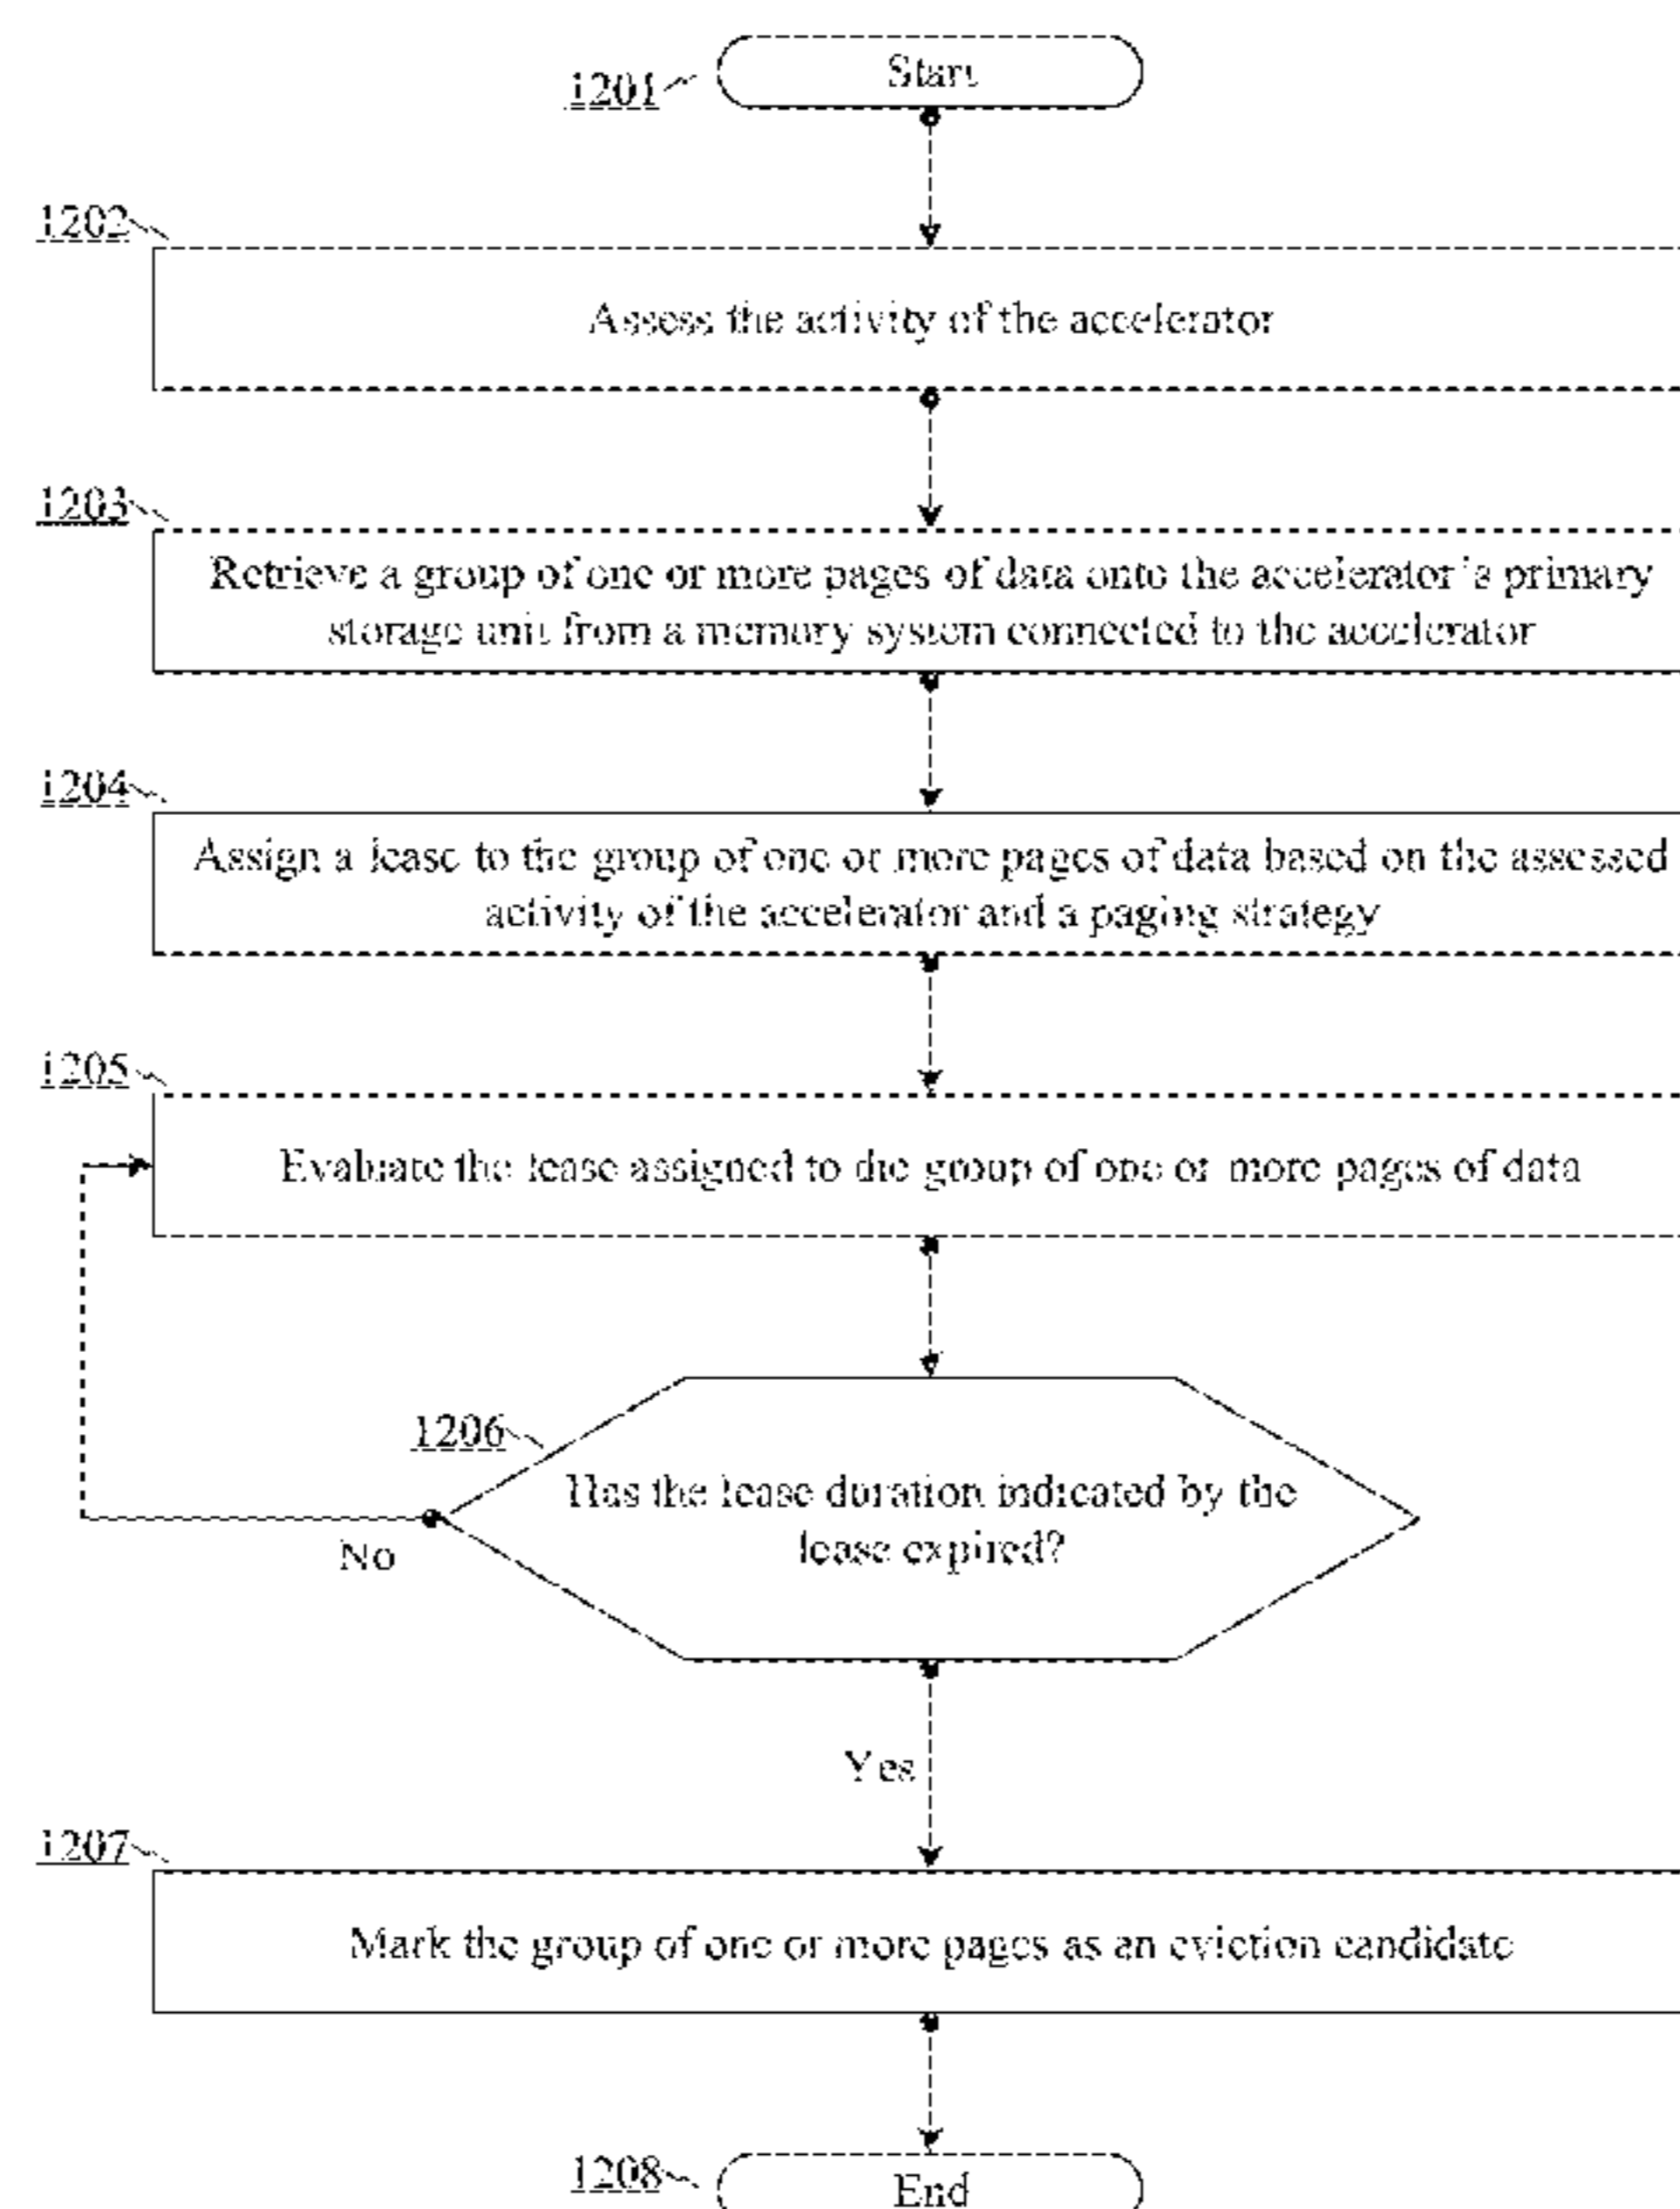 1201
Start
1202
Assess the activity of the accelerator
1203
Retrieve a group of one or more pages of data onto the accelerator's primary
storage unit from a memory system connected to the accelerator
1204
Assign a lease to the group of one or more pages of data based on the assessed
activity of the accelerator and a paging strategy
1205
Evaluate the lease assigned to the group of one or more pages of data
1206
Has the lease duration indicated by the
lease expired?
No
Yes
1207
Mark the group of one or more pages as an eviction candidate
1208
End